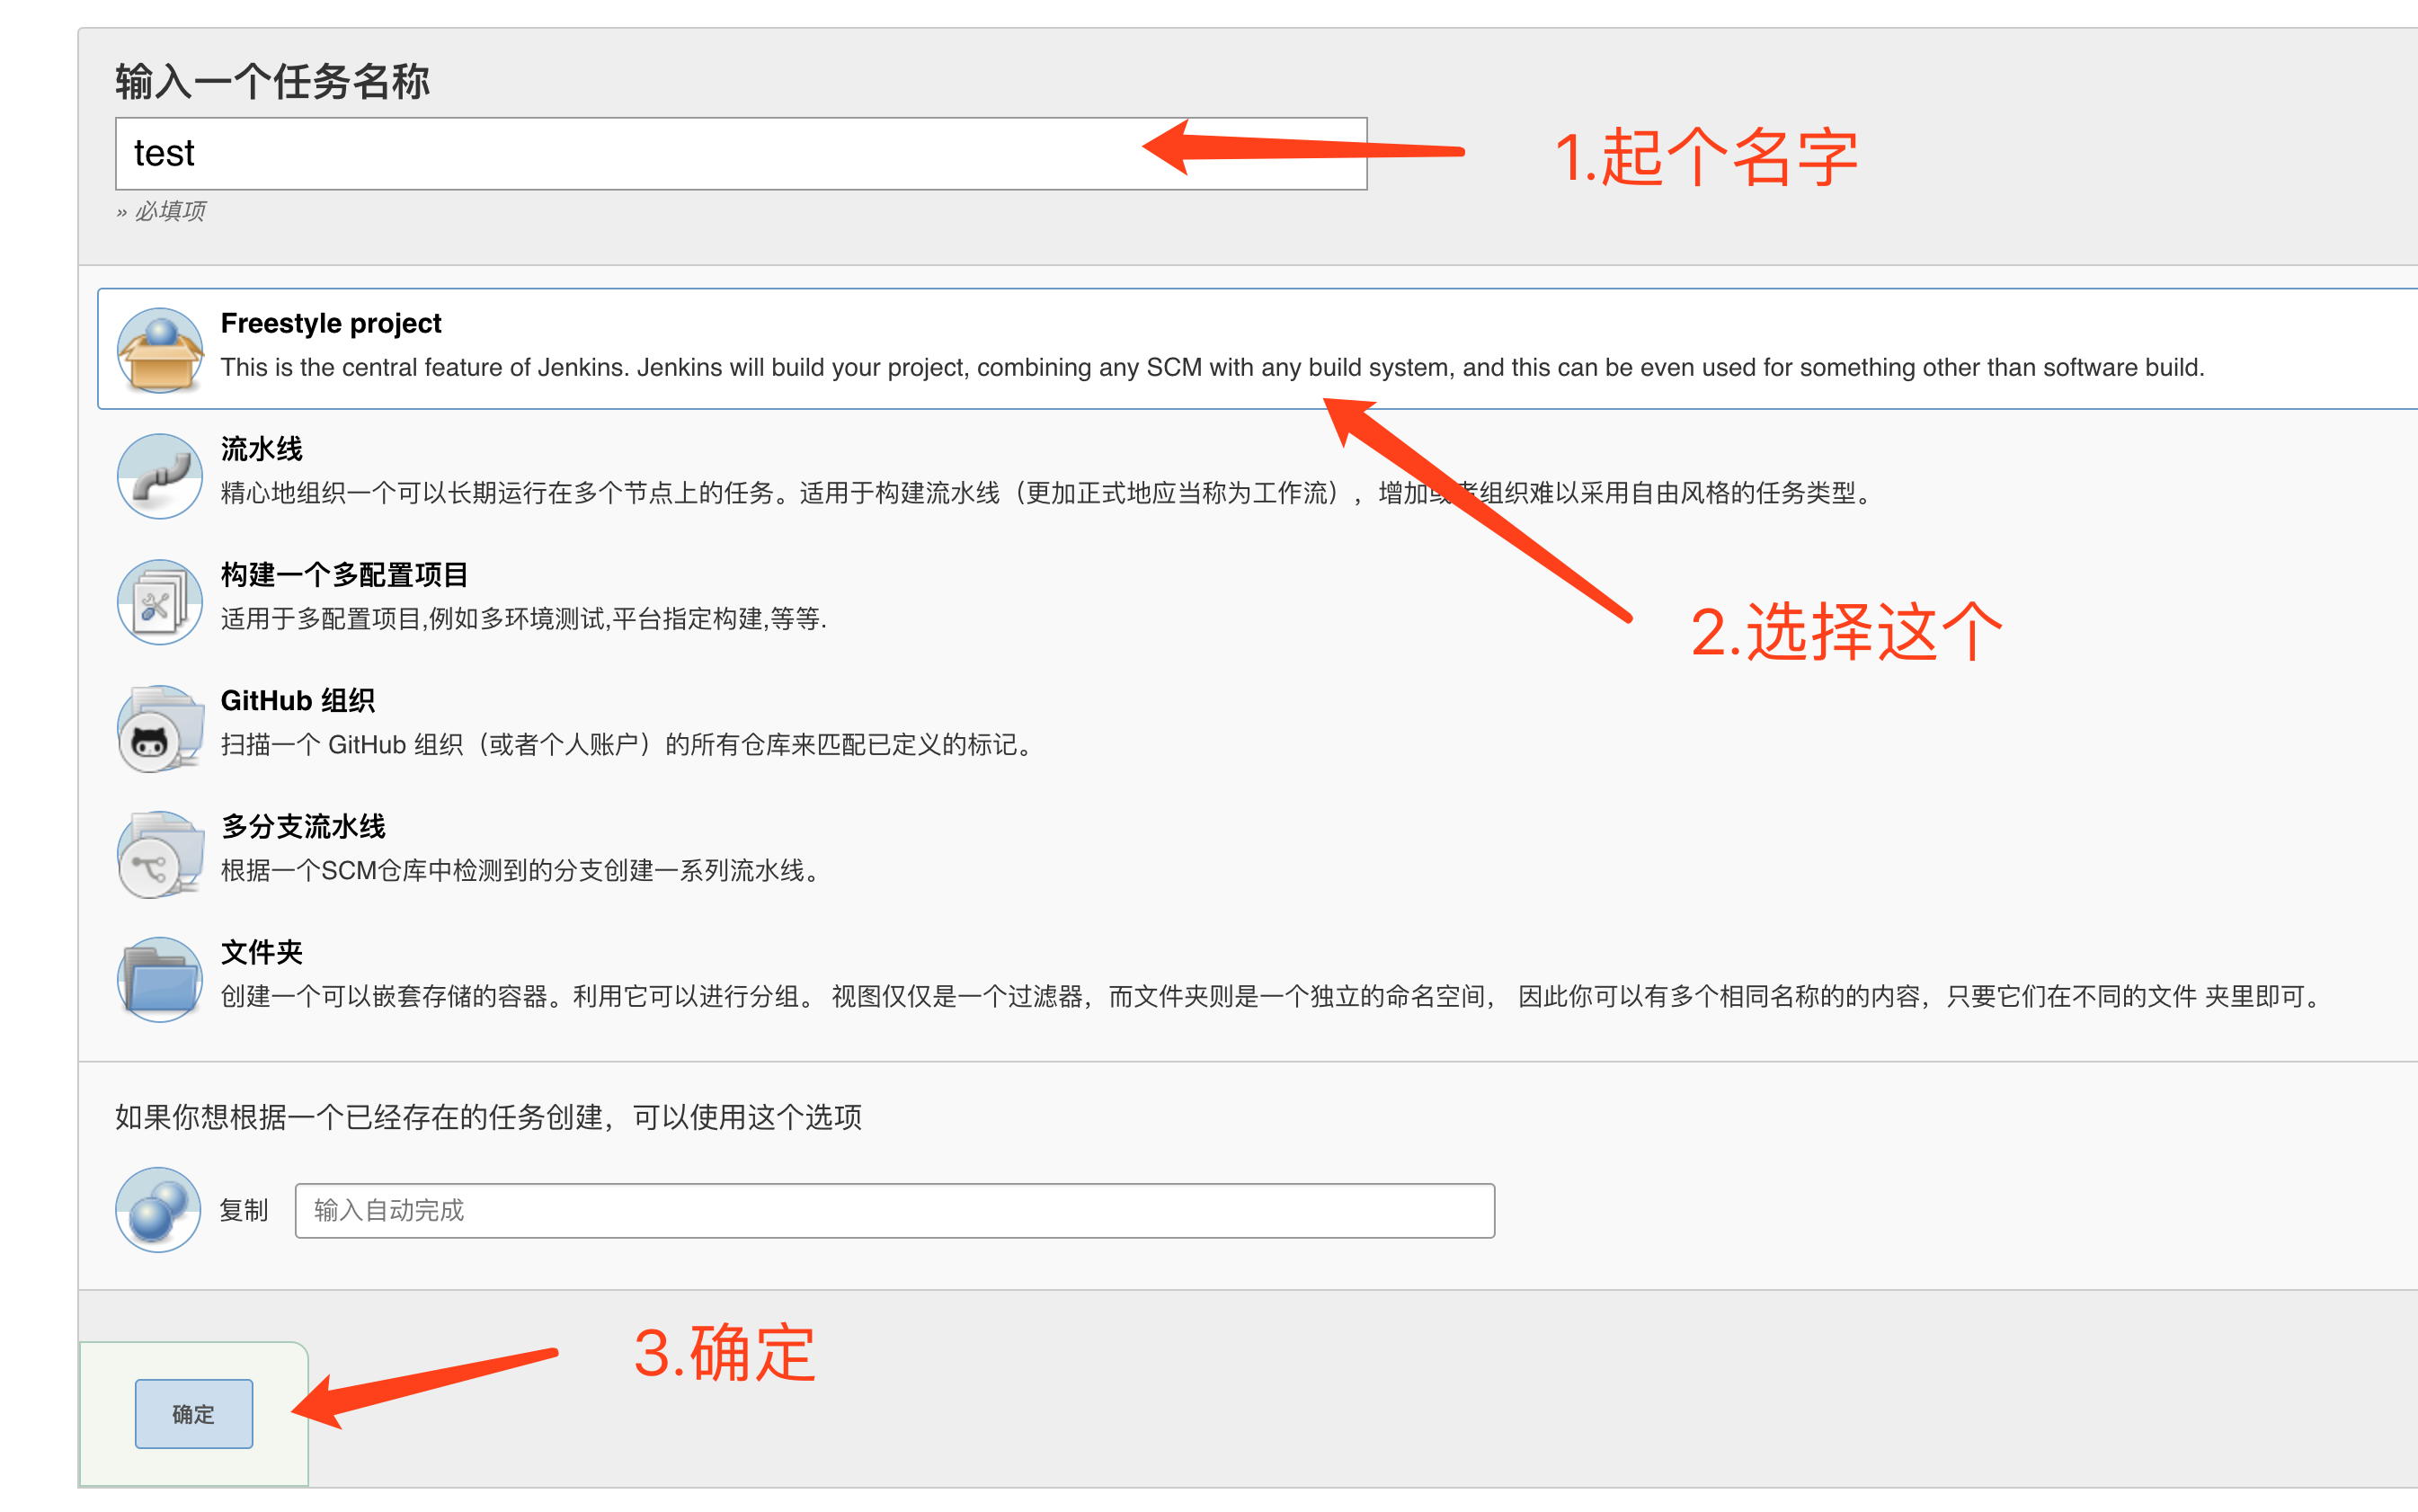 输入一个任务名称
test
1.起个名字
» 必填项
Freestyle project
This is the central feature of Jenkins. Jenkins will build your project, combining any SCM with any build system, and this can be even used for something other than software build.
流水线
精心地组织一个可以长期运行在多个节点上的任务。适用于构建流水线（更加正式地应当称为工作流），增加或者组织难以采用自由风格的任务类型。
构建一个多配置项目
适用于多配置项目,例如多环境测试,平台指定构建,等等.
2.选择这个
GitHub 组织
扫描一个 GitHub 组织（或者个人账户）的所有仓库来匹配已定义的标记。
多分支流水线
根据一个SCM仓库中检测到的分支创建一系列流水线。
文件夹
创建一个可以嵌套存储的容器。利用它可以进行分组。 视图仅仅是一个过滤器，而文件夹则是一个独立的命名空间， 因此你可以有多个相同名称的的内容，只要它们在不同的文件 夹里即可。
如果你想根据一个已经存在的任务创建，可以使用这个选项
复制
输入自动完成
3.确定
确定